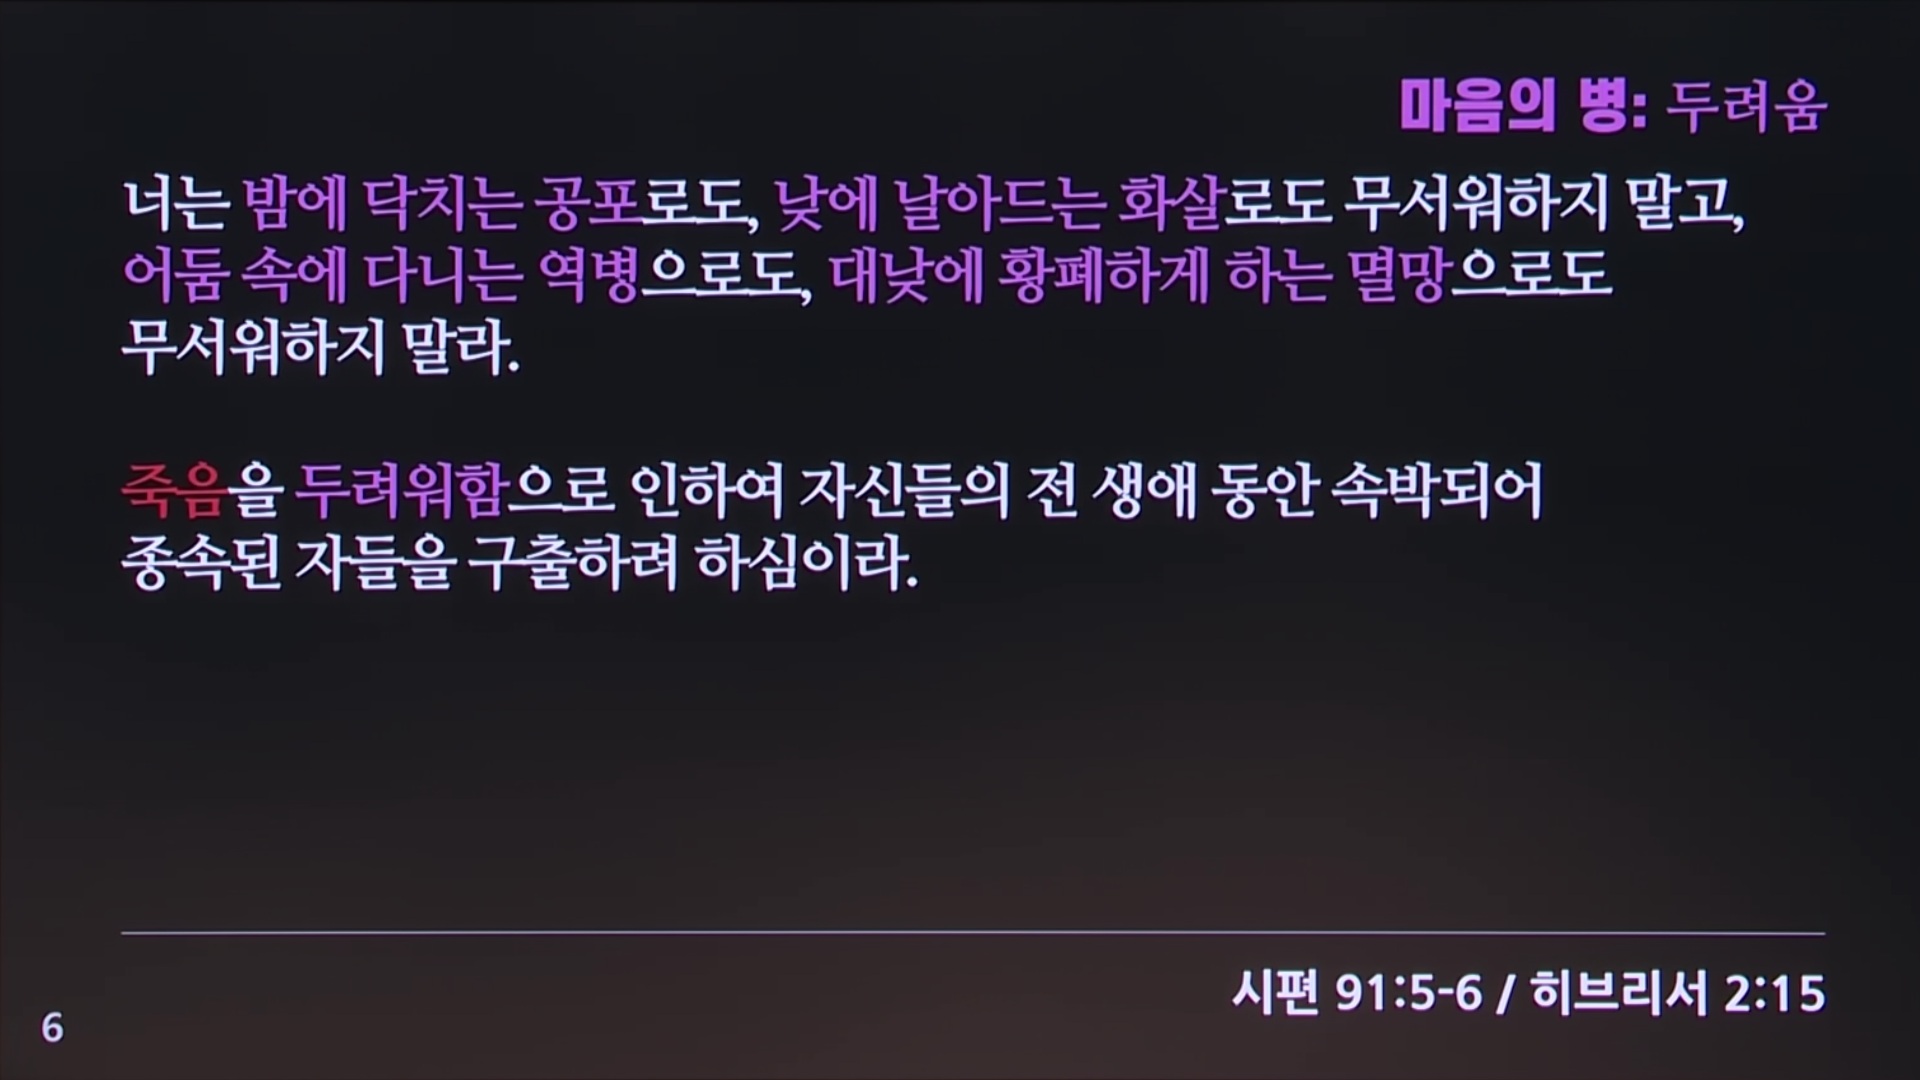 마음의 병: 두려움
너는 밤에 닥치는 공포로도, 낮에 날아드는 화살로도 무서워하지 말고,
어둠 속에 다니는 역병으로도, 대낮에 황폐하게 하는 멸망으로도
무서워하지 말라.
죽음을 두려워함으로 인하여 자신들의 전 생애 동안 속박되어
종속된 자들을 구출하려 하심이라.
시편 91:5-6 / 히브리서 2:15
6